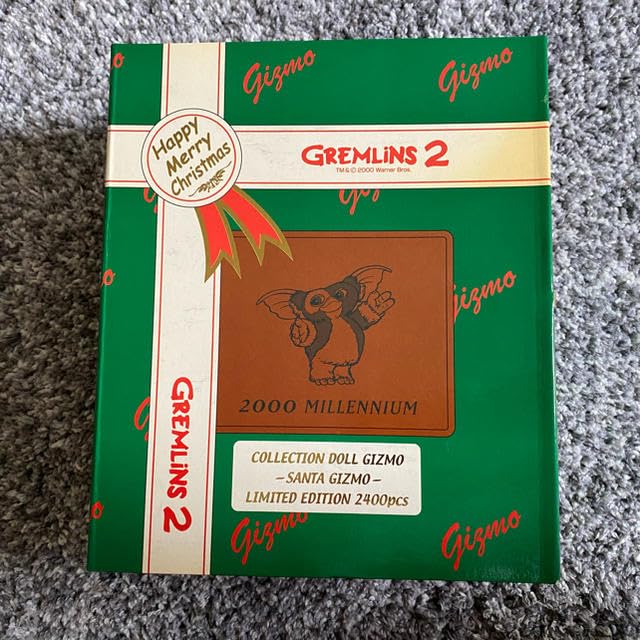 Gizmo
Gizmo
Happy
Merry
Christmas
GREMLINS 2
TM & © 2000 Warner Bros.
Gizmo
GREMLINS 2
2000 MILLENNIUM
COLLECTION DOLL GIZMO
–SANTA GIZMO–
LIMITED EDITION 2400pcs
Gizmo
Gizmo